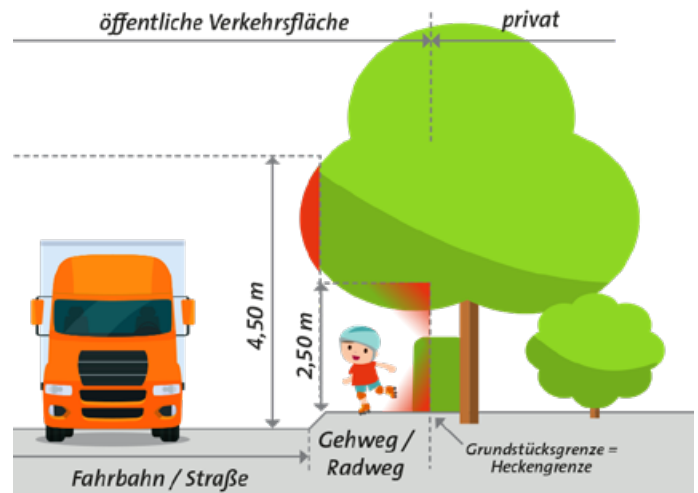 öffentliche Verkehrsfläche
privat
4,50 m
2,50 m
Gehweg /
Radweg
Grundstücksgrenze =
Heckengrenze
Fahrbahn / Straße